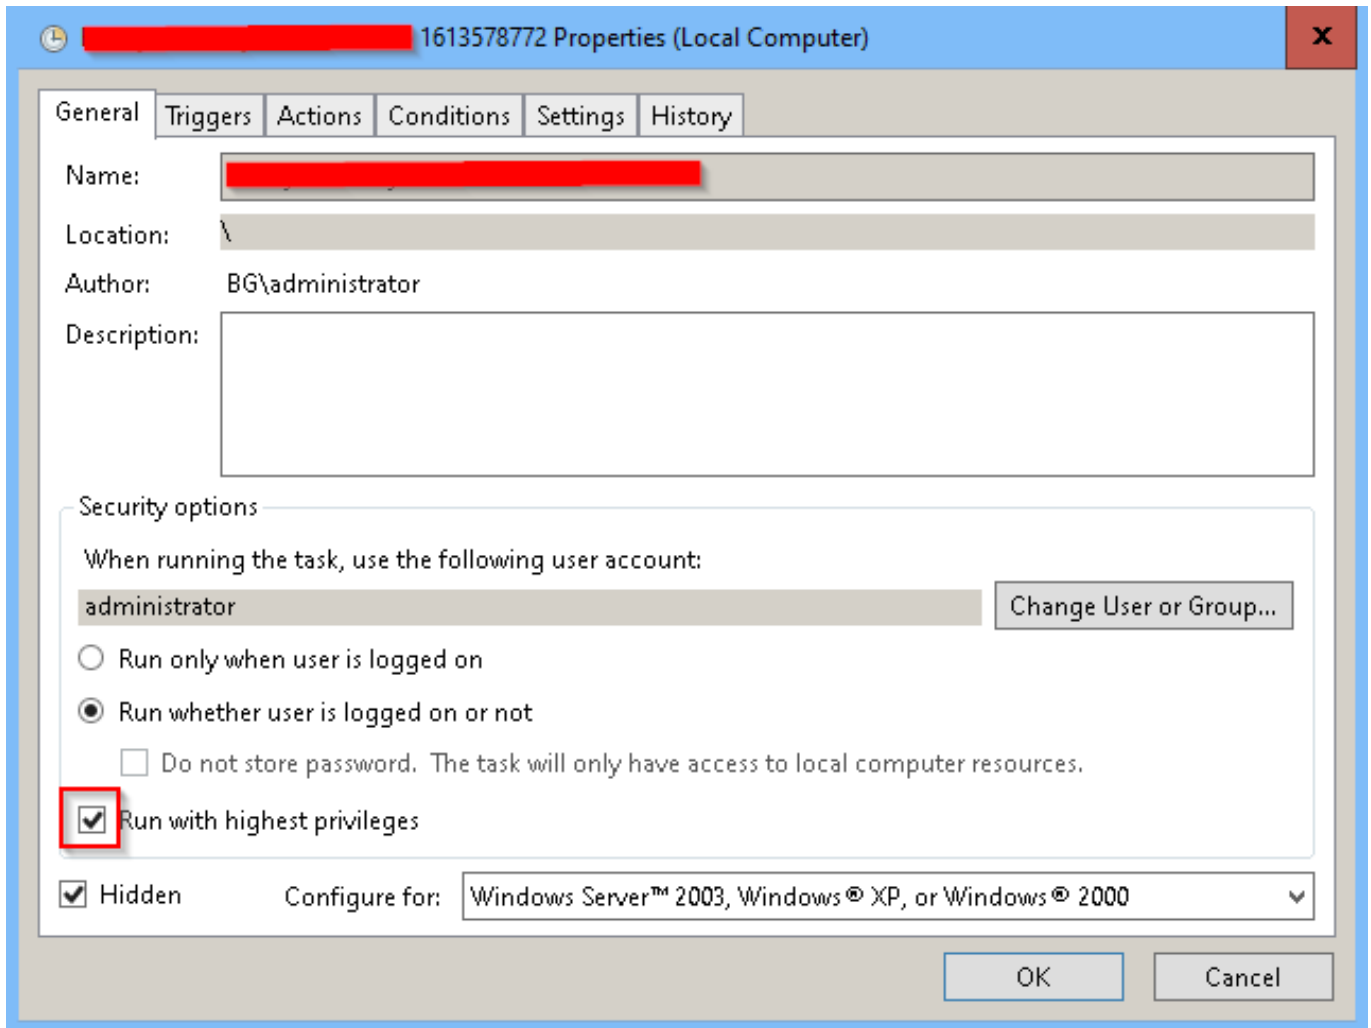 1613578772 Properties (Local Computer)
x
General Triggers Actions Conditions Settings History
Name:
Location: \
Author: BG\administrator
Description:
Security options
When running the task, use the following user account:
administrator Change User or Group...
Run only when user is logged on
Run whether user is logged on or not
Do not store password. The task will only have access to local computer resources.
Run with highest privileges
Hidden Configure for: Windows Server™ 2003, Windows® XP, or Windows® 2000
OK Cancel